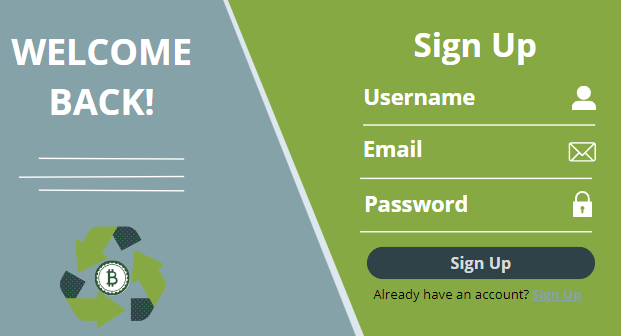 WELCOME
BACK!
Sign Up
Username
Email
Password
Sign Up
Already have an account? Sign Up